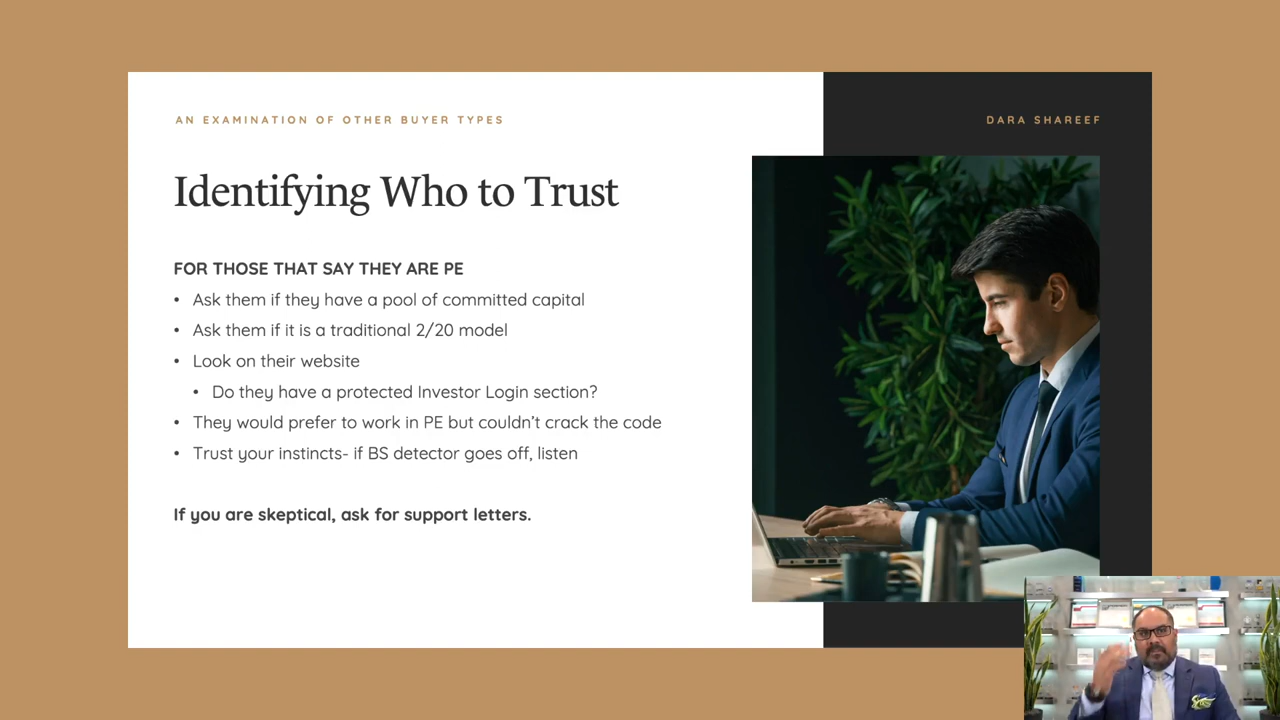 AN EXAMINATION OF OTHER BUYER TYPES
DARA SHAREEF
Identifying Who to Trust
FOR THOSE THAT SAY THEY ARE PE
• Ask them if they have a pool of committed capital
• Ask them if it is a traditional 2/20 model
• Look on their website
• Do they have a protected Investor Login section?
• They would prefer to work in PE but couldn't crack the code
• Trust your instincts- if BS detector goes off, listen
If you are skeptical, ask for support letters.